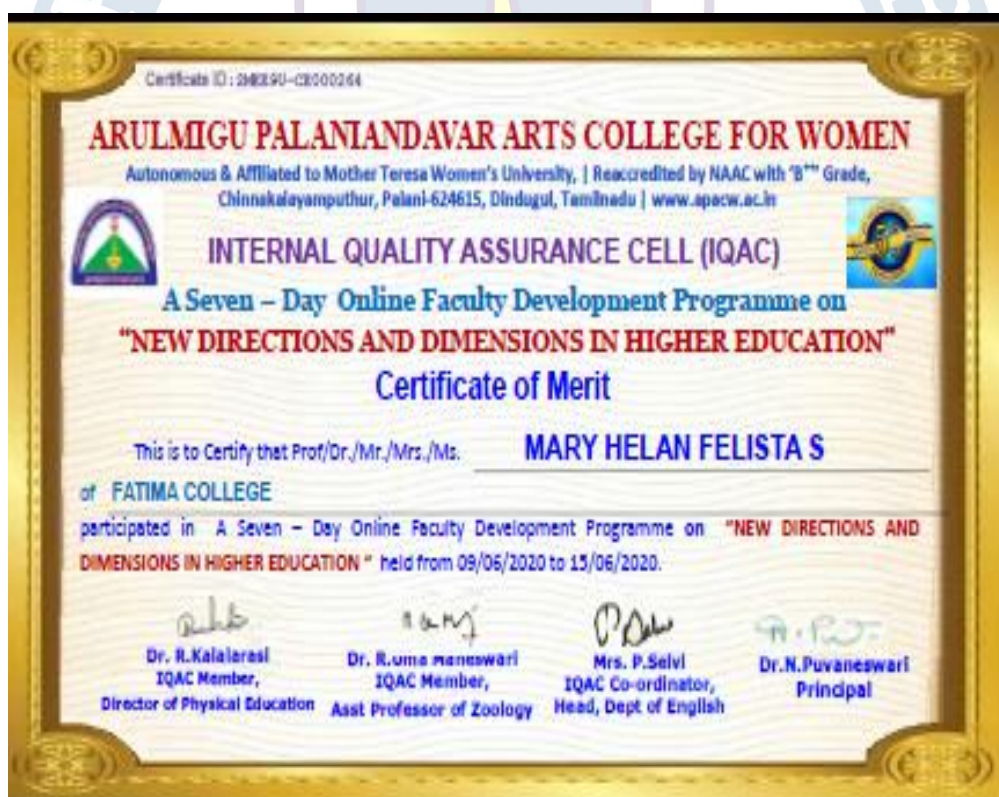 Certificate ID :
ARULMIGU PALANIANDAVAR ARTS COLLEGE FOR WOMEN
Autonomous & Affiliated to Mother Teresa Women's University, | Reaccredited by NAAC with "B++" Grade,
Chinnakalayamputhur, Palani-624615, Dindugul, Tamilnadu | www.apacw.ac.in
INTERNAL QUALITY ASSURANCE CELL (IQAC)
A Seven – Day Online Faculty Development Programme on
"NEW DIRECTIONS AND DIMENSIONS IN HIGHER EDUCATION"
Certificate of Merit
This is to Certify that Prof/Dr./Mr./Mrs./Ms. MARY HELAN FELISTA S
of FATIMA COLLEGE
participated in A Seven – Day Online Faculty Development Programme on "NEW DIRECTIONS AND
DIMENSIONS IN HIGHER EDUCATION " held from 09/06/2020 to 15/06/2020.
Dr. R.Kalaiarasi
IQAC Member,
Director of Physical Education
Dr. R.Uma Maheswari
IQAC Member,
Asst Professor of Zoology
Mrs. P.Selvi
IQAC Co-ordinator,
Head, Dept of English
Dr.N.Puvaneswari
Principal